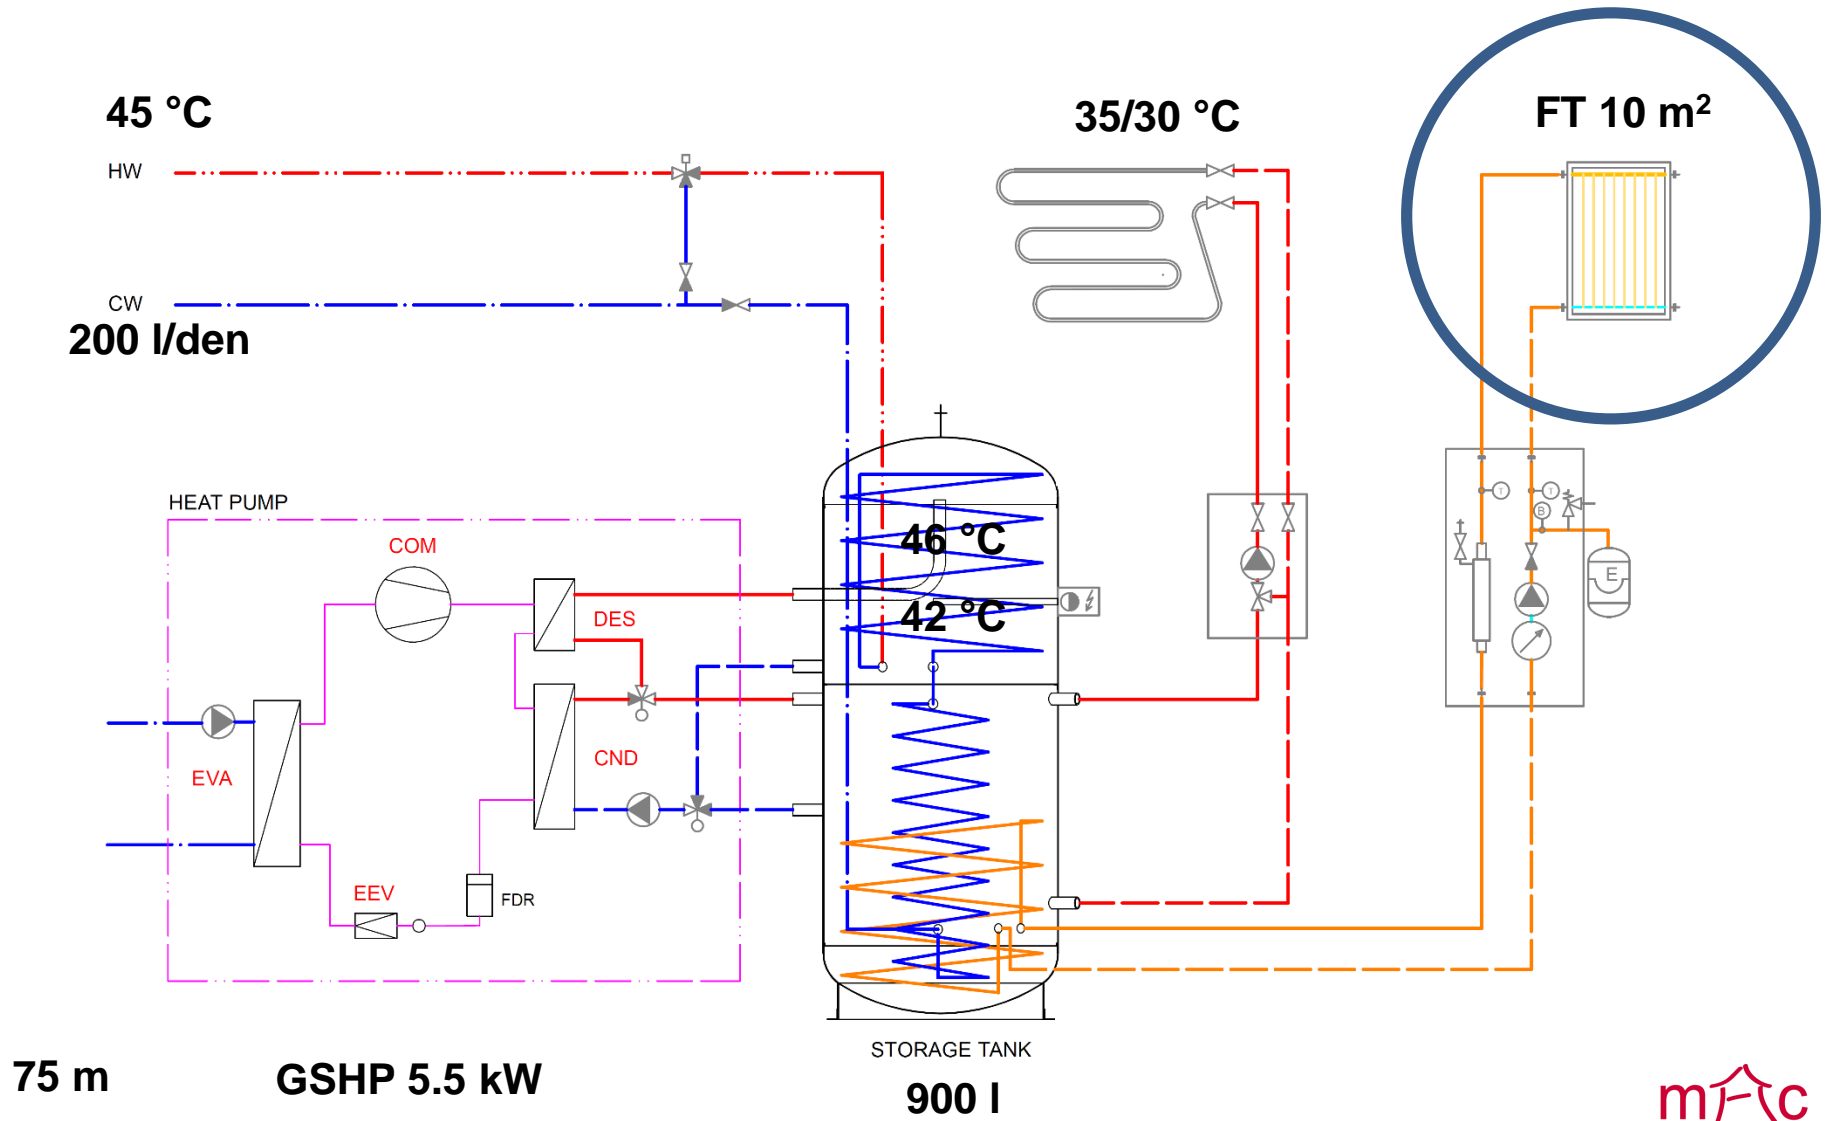 45 °C
35/30 °C
FT 10 m²
HW
CW
200 l/den
HEAT PUMP
COM
46 °C
DES
42 °C
T
T
B
E
CND
EVA
EEV
FDR
STORAGE TANK
75 m
GSHP 5.5 kW
900 l
mac